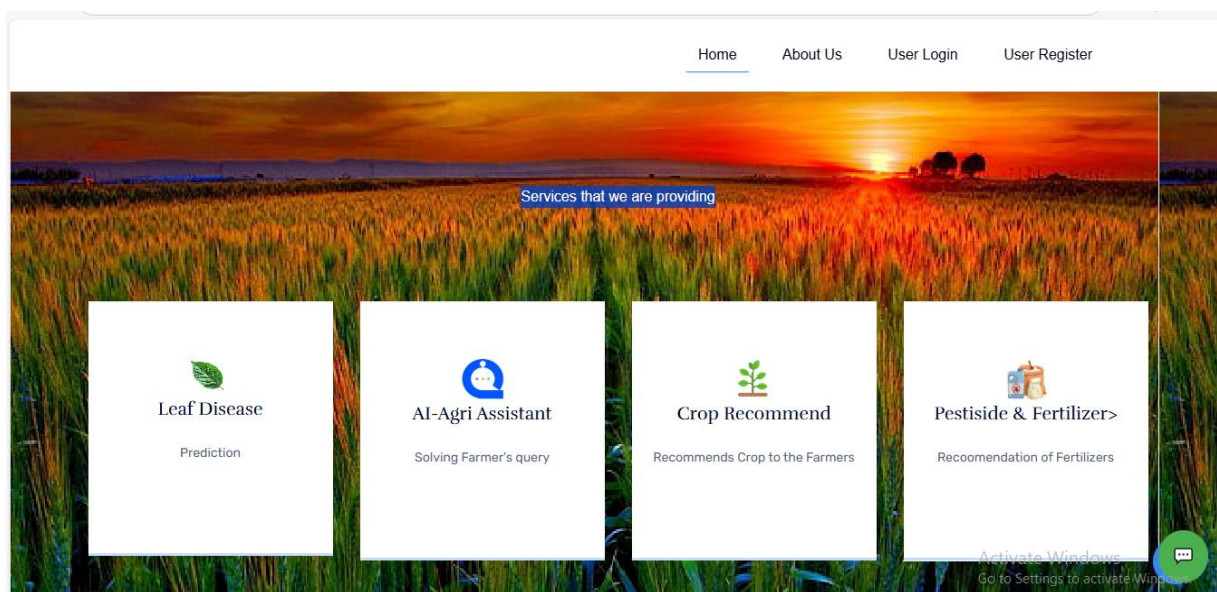 Home About Us User Login User Register
Services that we are providing
Leaf Disease
Prediction
AI-Agri Assistant
Solving Farmer's query
Crop Recommend
Recommends Crop to the Farmers
Pestiside & Fertilizer>
Recoomendation of Fertilizers
Activate Windows
Go to Settings to activate Windows.